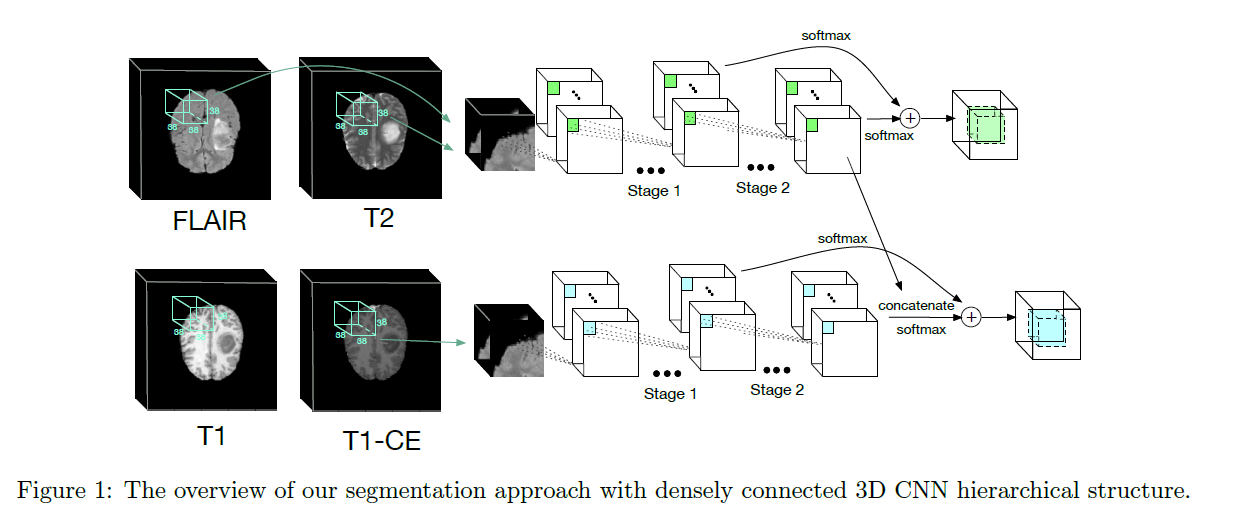 softmax
38
38
38
38
38
38
softmax
Stage 1
Stage 2
FLAIR
T2
softmax
38
38
38
38
38
38
concatenate
softmax
Stage 1
Stage 2
T1
T1-CE
Figure 1: The overview of our segmentation approach with densely connected 3D CNN hierarchical structure.